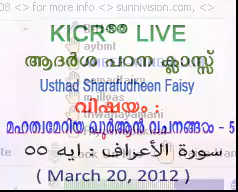 08 <> for more info <> sunnivision.com, <>
KICR®® LIVE
ആദർശ പഠന ക്ലാസ്സ്
Usthad Sharafudheen Faisy
വിഷയം :
മഹത്വമേറിയ ഖുർആൻ വചനങ്ങൾ - 5
سورة الأعراف : ايه ٥٥
( March 20, 2012 )